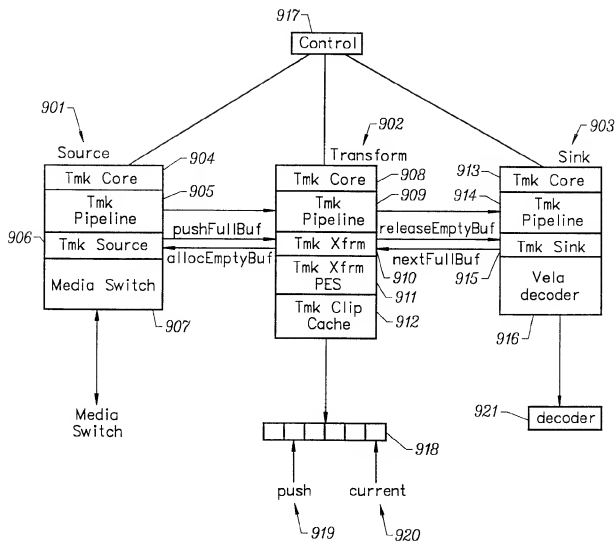 917
Control
901
902
903
Source
904
Transform
908
Sink
913
Tmk Core
Tmk Core
Tmk Core
905
909
914
Tmk
Pipeline
Tmk
Pipeline
Tmk
Pipeline
906
pushFullBuf
releaseEmptyBuf
Tmk Source
Tmk Xfrm
Tmk Sink
allocEmptyBuf
910
nextFullBuf
915
Media Switch
Tmk Xfrm
PES
911
Vela
decoder
Tmk Clip
Cache
912
907
916
Media
Switch
921
decoder
918
push
current
919
920